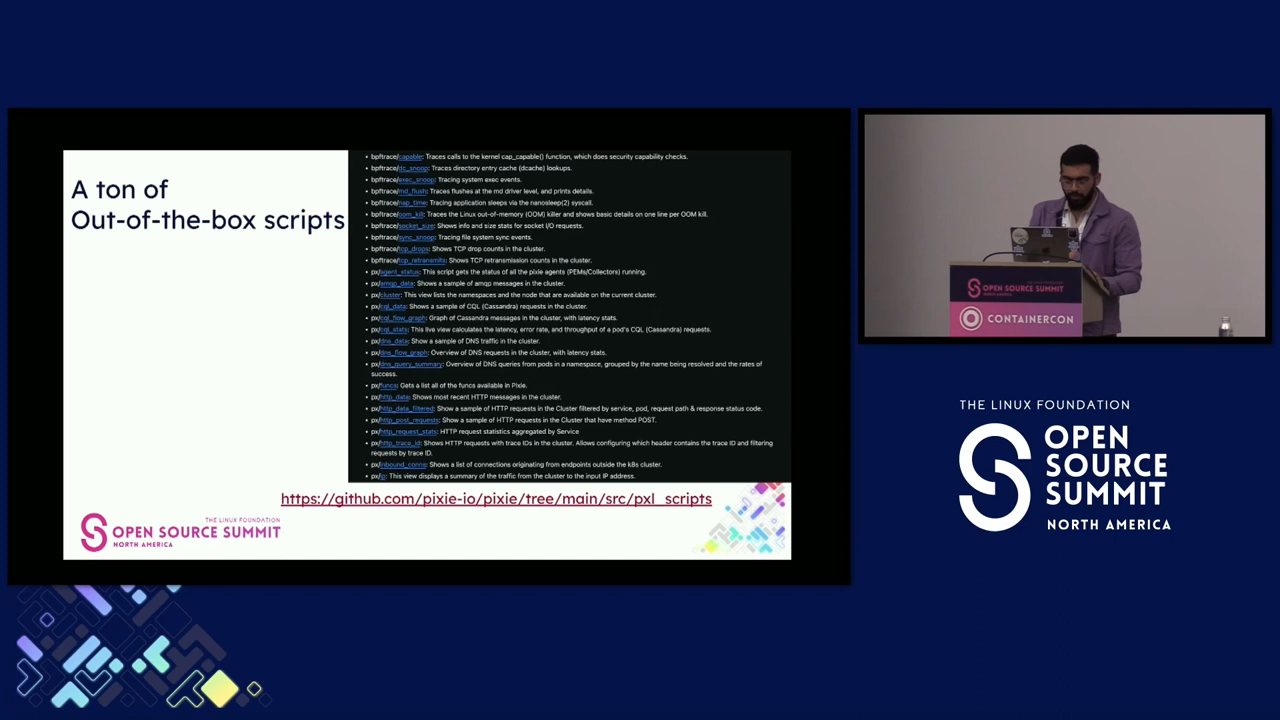 A ton of
Out-of-the-box scripts
• bpftrace/capable: Traces calls to the kernel cap_capable() function, which does security capability checks.
• bpftrace/dc_snoop: Traces directory entry cache (dcache) lookups.
• bpftrace/exec_snoop: Tracing system exec events.
• bpftrace/md_flush: Traces flushes at the md driver level, and prints details.
• bpftrace/nap_time: Tracing application sleeps via the nanosleep(2) syscall.
• bpftrace/oom_kill: Traces the Linux out-of-memory (OOM) killer and shows basic details on one line per OOM kill.
• bpftrace/socket_size: Shows info and size stats for socket I/O requests.
• bpftrace/sync_snoop: Tracing file system sync events.
• bpftrace/tcp_drops: Shows TCP drop counts in the cluster.
• bpftrace/tcp_retransmits: Shows TCP retransmission counts in the cluster.
• px/agent_status: This script gets the status of all the pixie agents (PEMs/Collectors) running.
• px/amqp_data: Shows a sample of amqp messages in the cluster.
• px/cluster: This view lists the namespaces and the node that are available on the current cluster.
• px/cql_data: Shows a sample of CQL (Cassandra) requests in the cluster.
• px/cql_flow_graph: Graph of Cassandra messages in the cluster, with latency stats.
• px/cql_stats: This live view calculates the latency, error rate, and throughput of a pod's CQL (Cassandra) requests.
• px/dns_data: Show a sample of DNS traffic in the cluster.
• px/dns_flow_graph: Overview of DNS requests in the cluster, with latency stats.
• px/dns_query_summary: Overview of DNS queries from pods in a namespace, grouped by the name being resolved and the rates of
success.
• px/funcs: Gets a list all of the funcs available in Pixie.
• px/http_data: Shows most recent HTTP messages in the cluster.
• px/http_data_filtered: Show a sample of HTTP requests in the Cluster filtered by service, pod, request path & response status code.
• px/http_post_requests: Show a sample of HTTP requests in the Cluster that have method POST.
• px/http_request_stats: HTTP request statistics aggregated by Service
• px/http_trace_id: Shows HTTP requests with trace IDs in the cluster. Allows configuring which header contains the trace ID and filtering
requests by trace ID.
• px/inbound_conns: Shows a list of connections originating from endpoints outside the k8s cluster.
• px/ip: This view displays a summary of the traffic from the cluster to the input IP address.
https://github.com/pixie-io/pixie/tree/main/src/pxl_scripts
THE LINUX FOUNDATION
OPEN SOURCE SUMMIT
NORTH AMERICA
OPEN SOURCE SUMMIT
CONTAINERCON
THE LINUX FOUNDATION
OPEN
SOURCE
SUMMIT
NORTH AMERICA